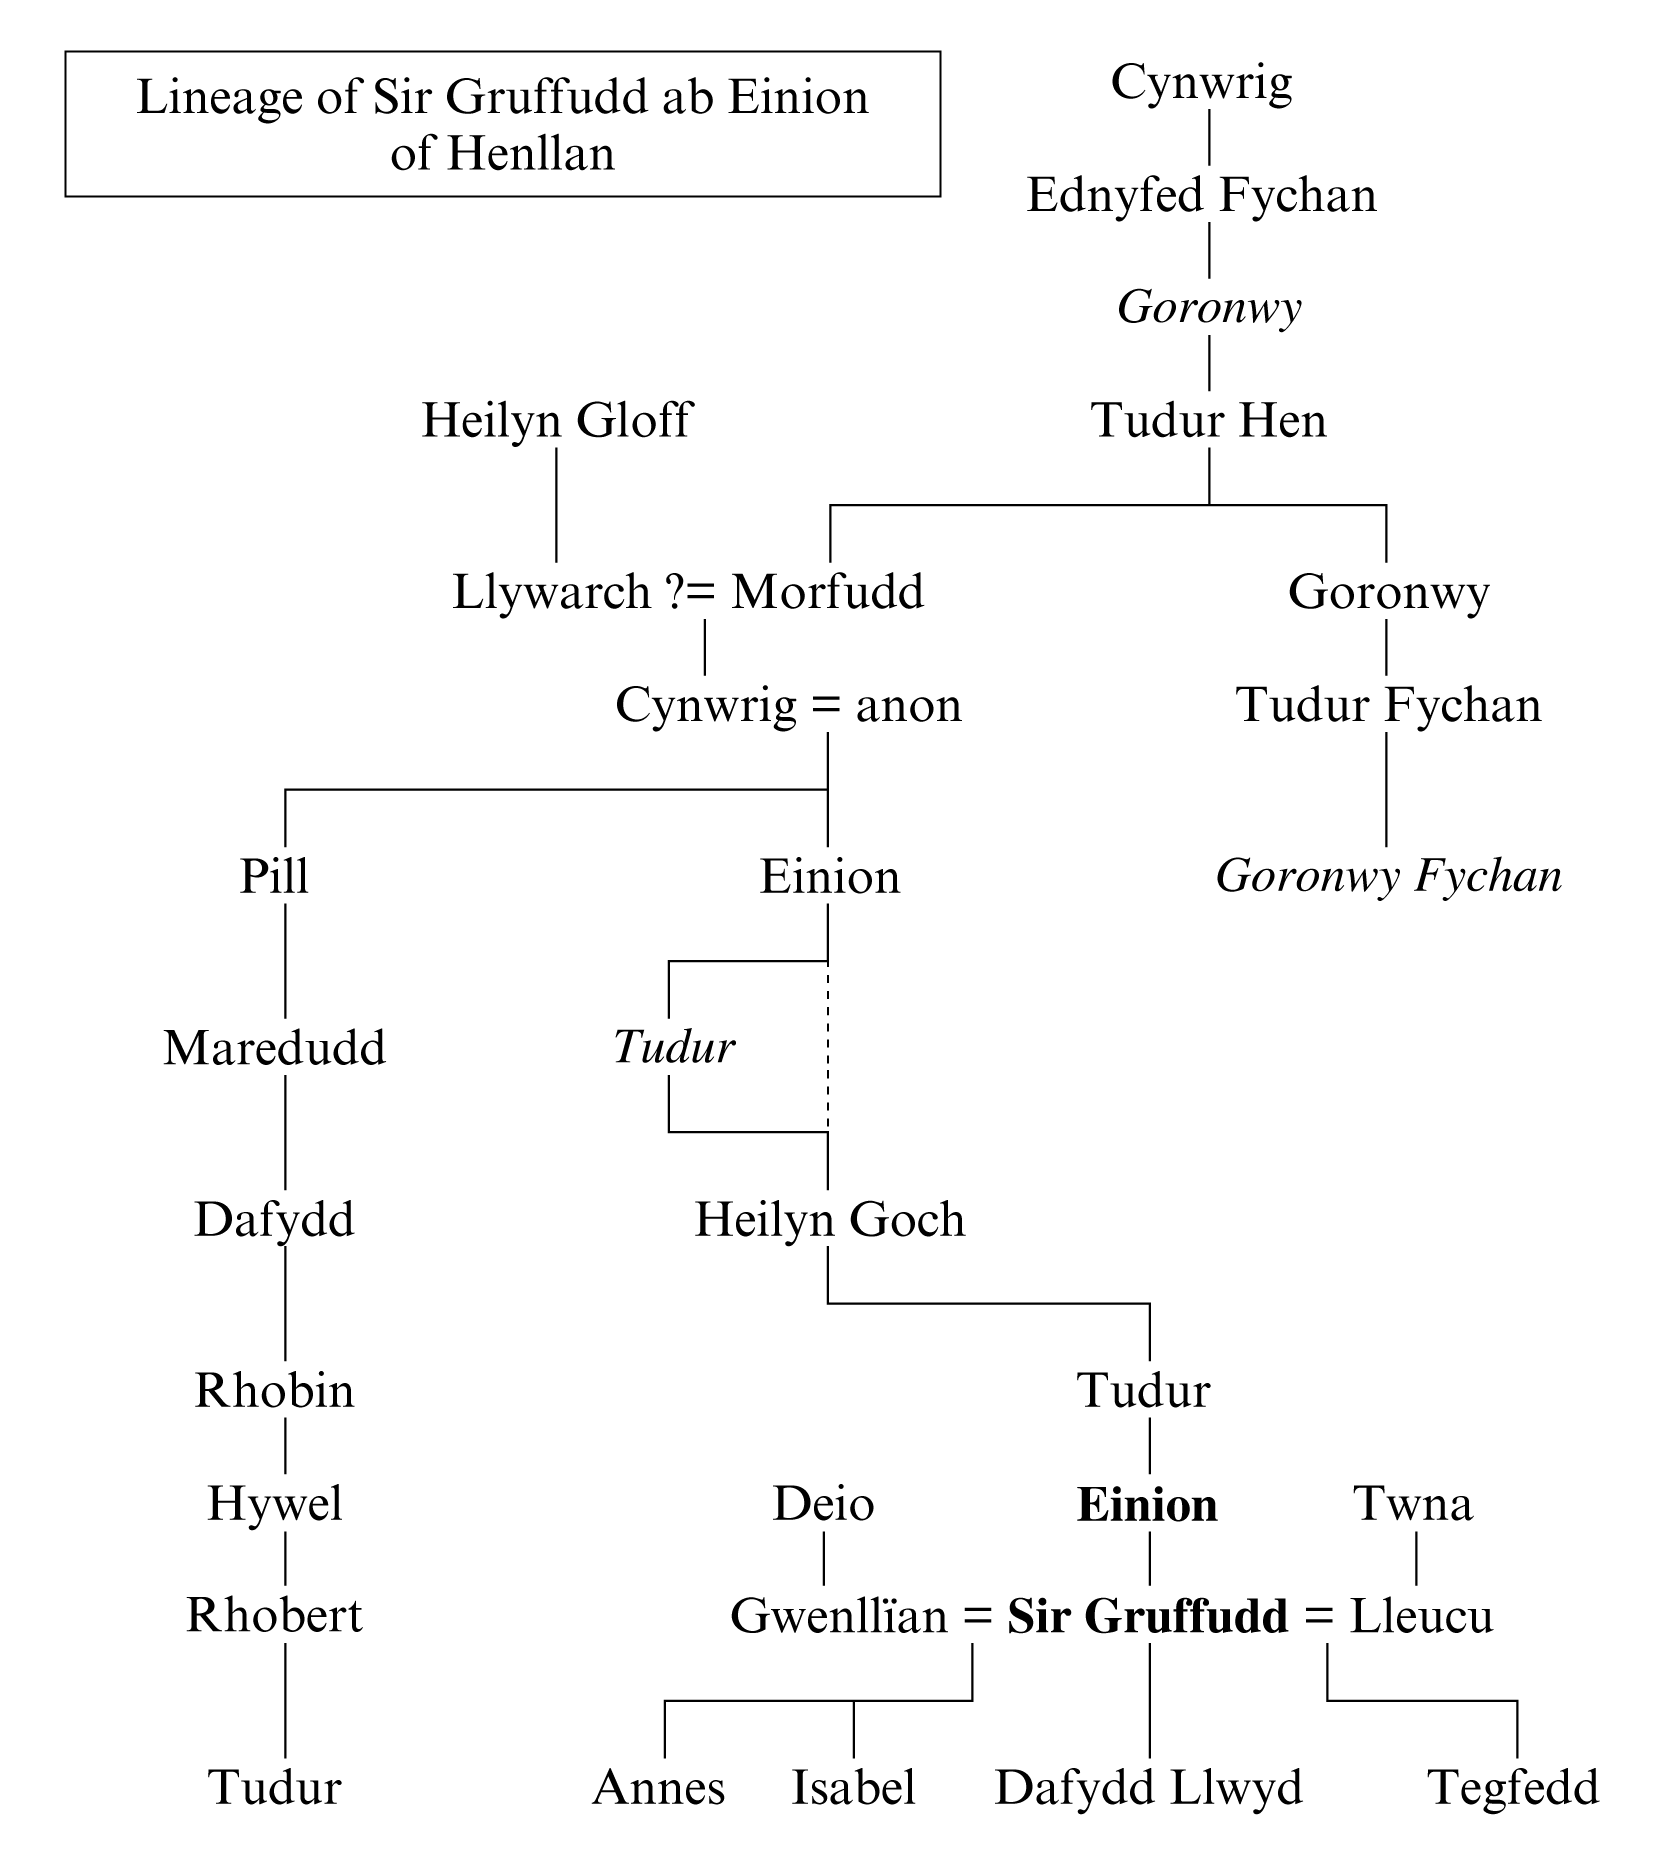 Lineage of Sir Gruffudd ab Einion
of Henllan
Cynwrig
Ednyfed Fychan
Goronwy
Heilyn Gloff
Tudur Hen
Llywarch ?= Morfudd
Goronwy
Cynwrig = anon
Tudur Fychan
Pill
Einion
Goronwy Fychan
Maredudd
Tudur
Dafydd
Heilyn Goch
Rhobin
Tudur
Hywel
Deio
Einion
Twna
Rhobert
Gwenllïan = Sir Gruffudd = Lleucu
Tudur
Annes
Isabel
Dafydd Llwyd
Tegfedd